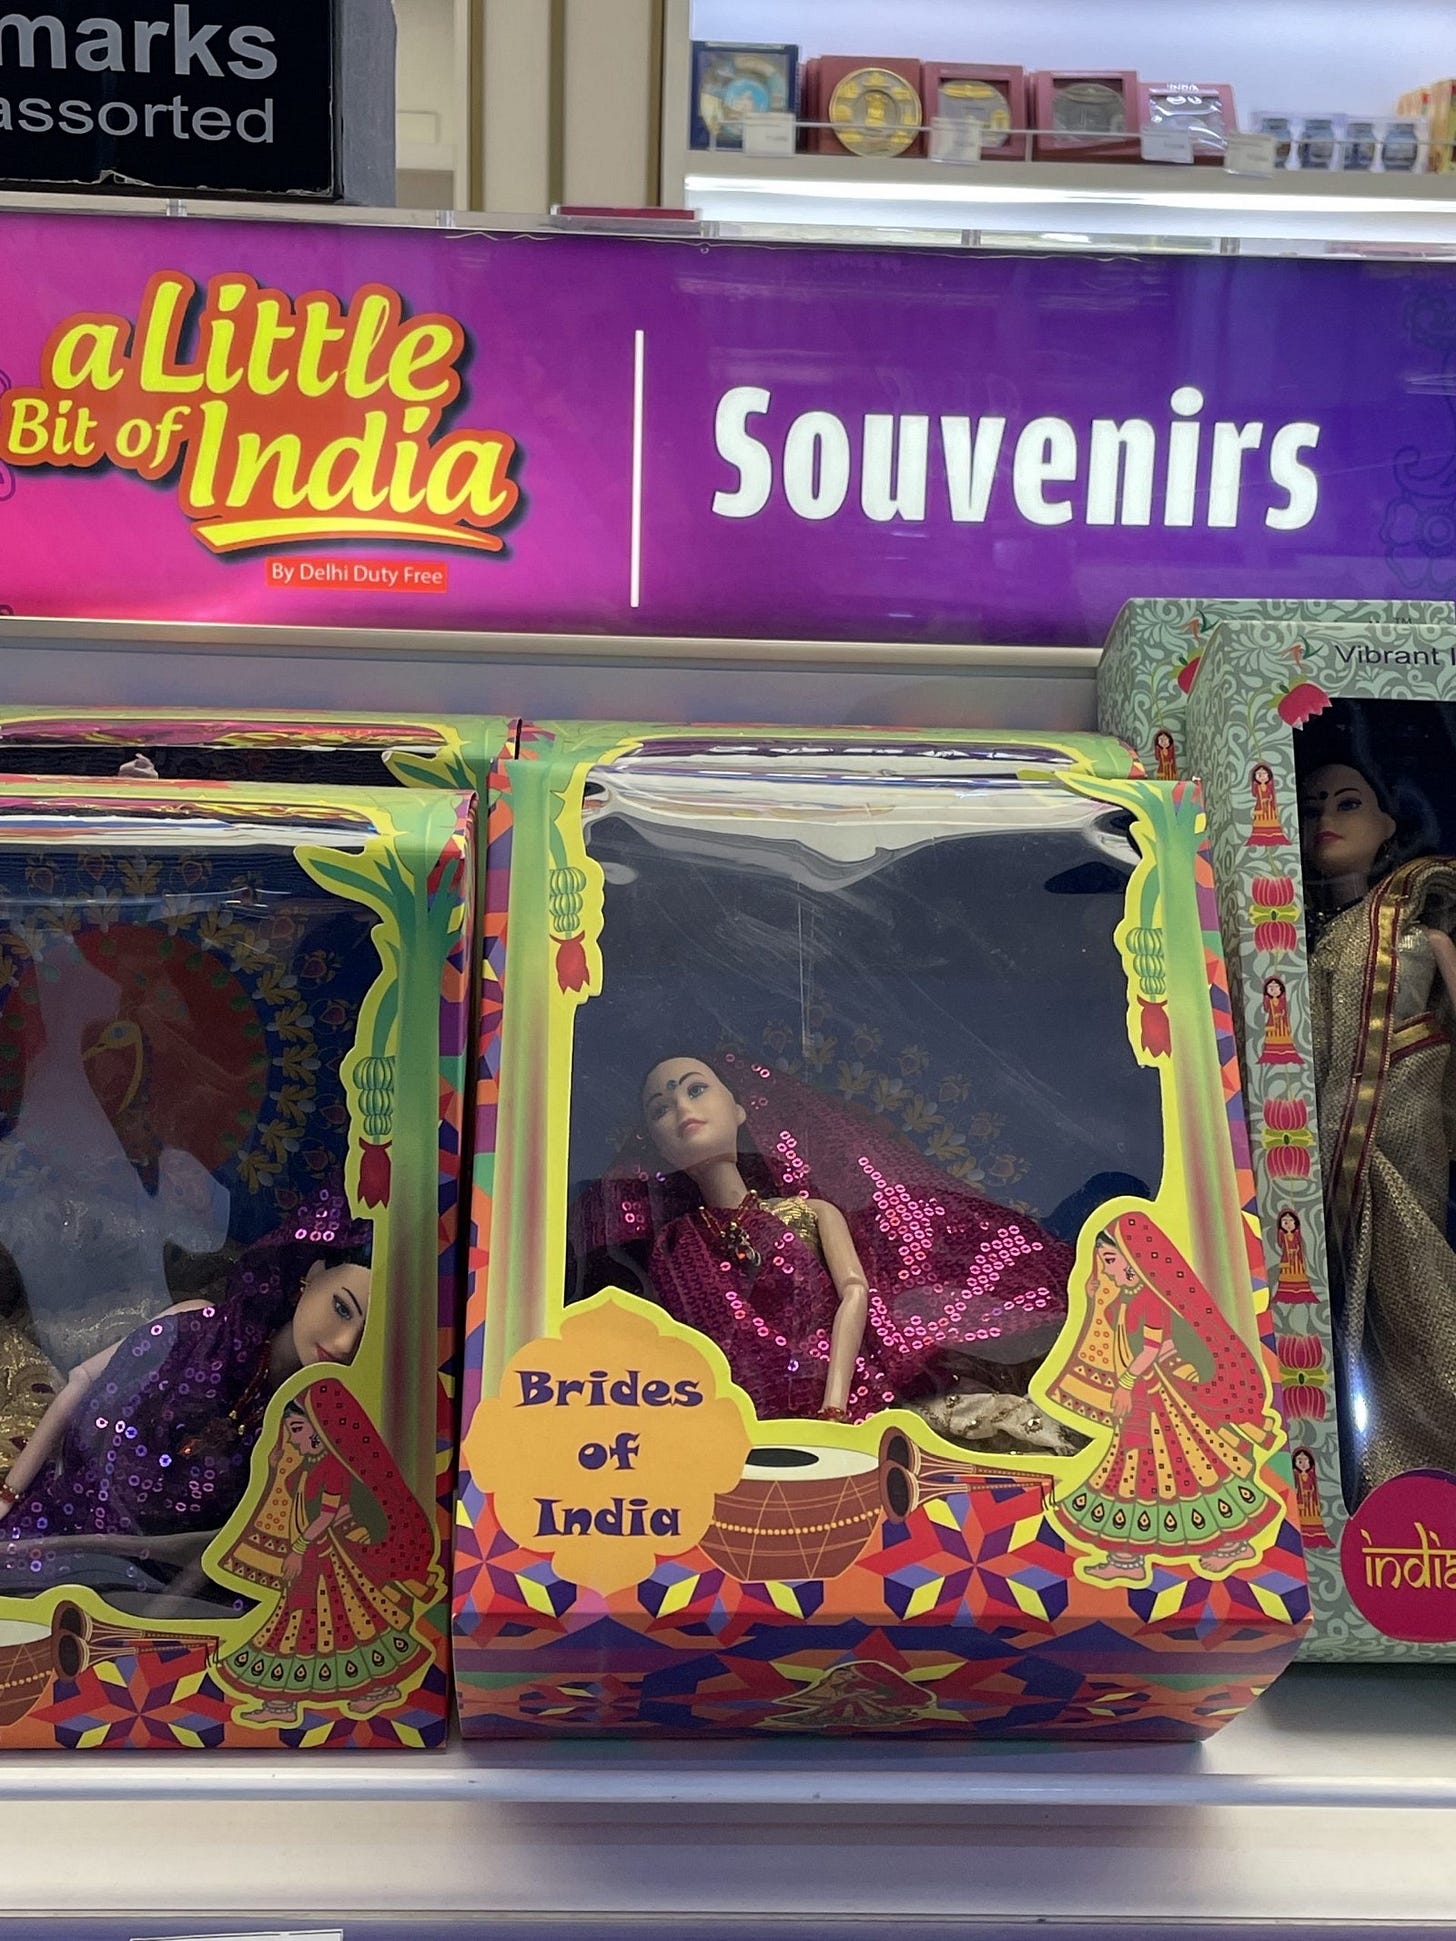 marks
assorted
INDIA
a Little
Bit of India
By Delhi Duty Free
Souvenirs
Vibrant
Brides
of
India